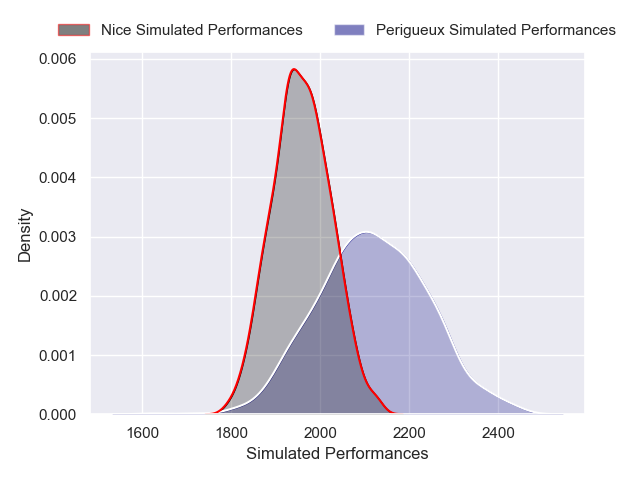 Nice Simulated Performances
Perigueux Simulated Performances
0.006
0.005
0.004
0.003
0.002
0.001
0.000
Density
1600 1800 2000 2200 2400
Simulated Performances